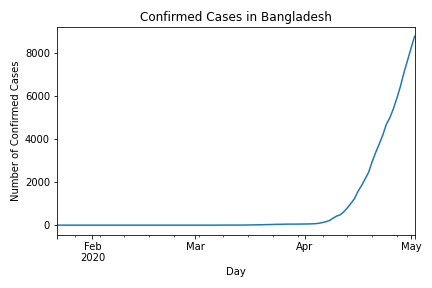 Confirmed Cases in Bangladesh
Number of Confirmed Cases
8000
6000
4000
2000
0
Feb
2020
Mar
Apr
May
Day